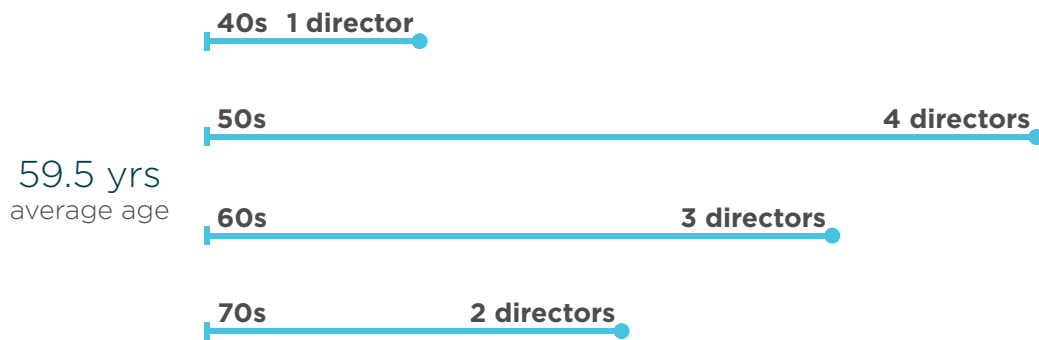 40s 1 director
50s 4 directors
59.5 yrs
average age
60s 3 directors
70s 2 directors